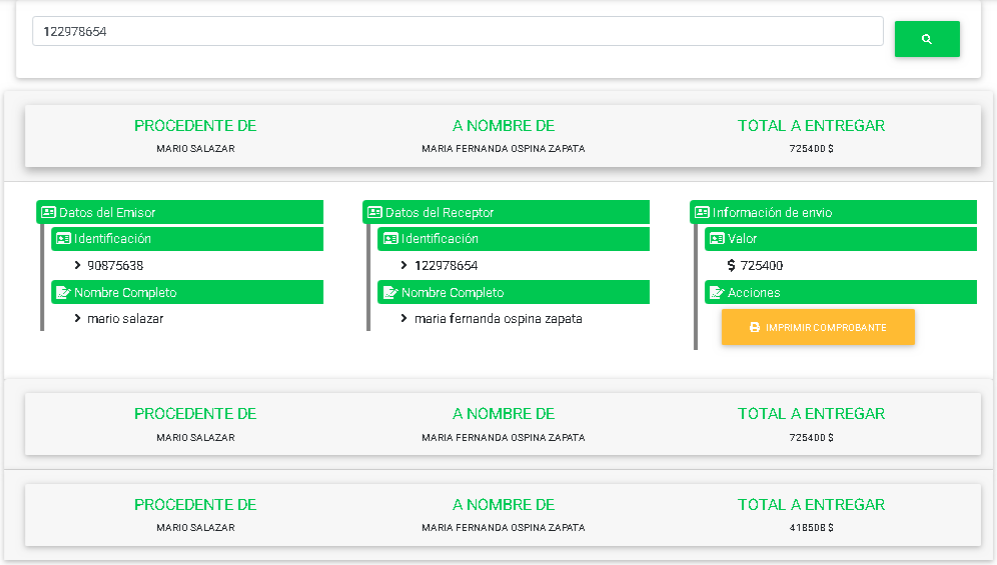 122978654
PROCEDENTE DE A NOMBRE DE TOTAL A ENTREGAR
MARIO SALAZAR MARIA FERNANDA OSPINA ZAPATA 725400 $
Datos del Emisor Datos del Receptor Información de envio
Identificación Identificación Valor
90875638 122978654 $ 725400
Nombre Completo Nombre Completo Acciones
mario salazar maria fernanda ospina zapata IMPRIMIR COMPROBANTE
PROCEDENTE DE A NOMBRE DE TOTAL A ENTREGAR
MARIO SALAZAR MARIA FERNANDA OSPINA ZAPATA 725400 $
PROCEDENTE DE A NOMBRE DE TOTAL A ENTREGAR
MARIO SALAZAR MARIA FERNANDA OSPINA ZAPATA 418508 $